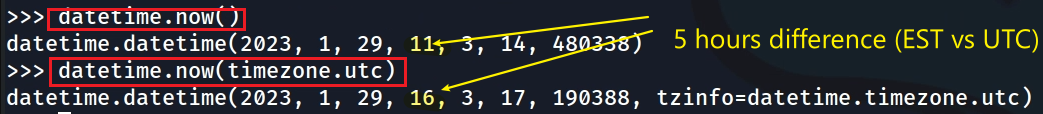 >>> datetime.now()
datetime.datetime(2023, 1, 29, 11, 3, 14, 480338)
5 hours difference (EST vs UTC)
>>> datetime.now(timezone.utc)
datetime.datetime(2023, 1, 29, 16, 3, 17, 190388, tzinfo=datetime.timezone.utc)